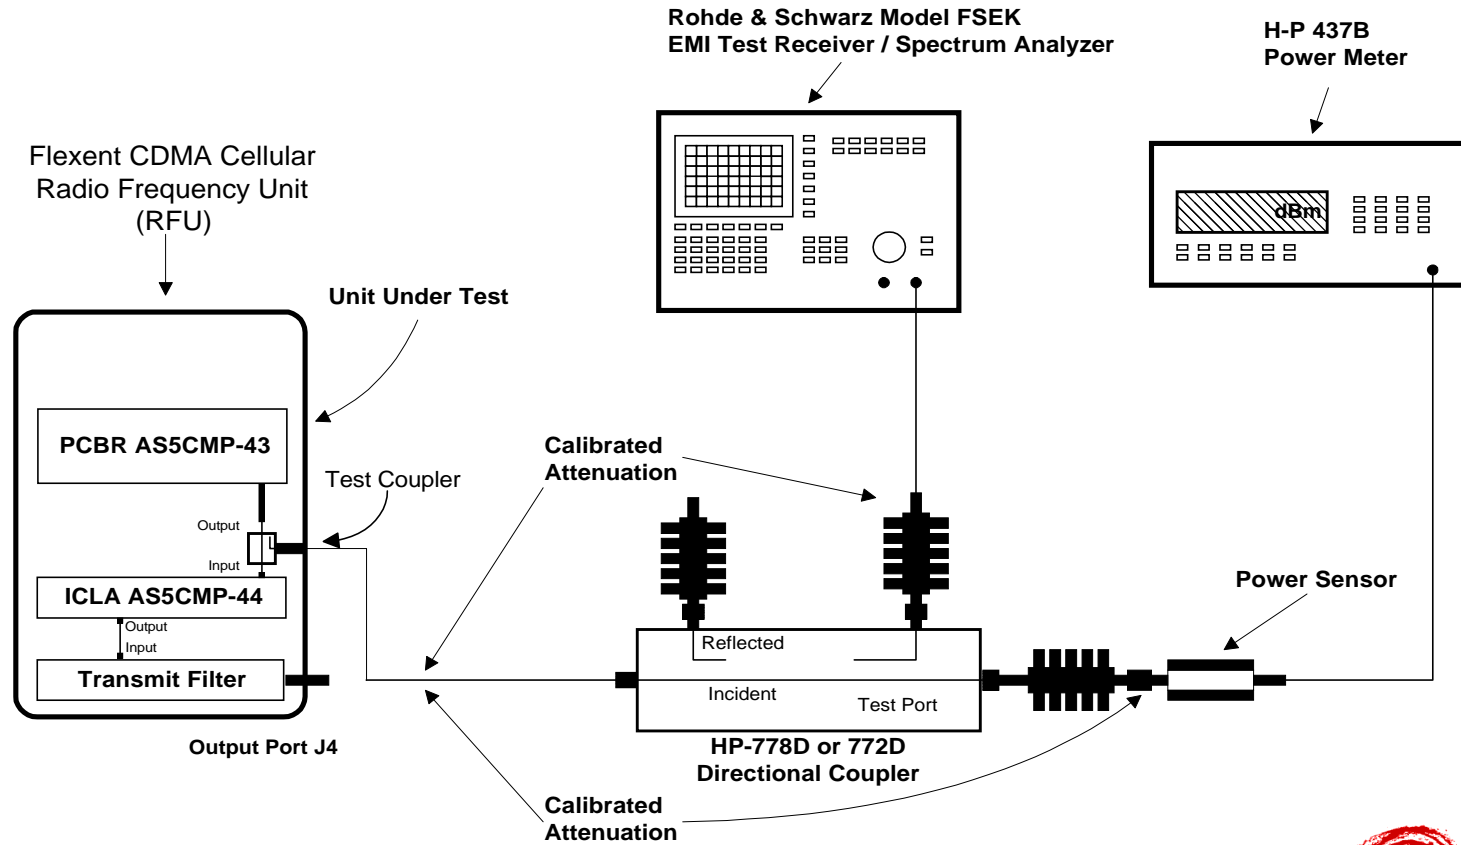 Rohde & Schwarz Model FSEK
EMI Test Receiver / Spectrum Analyzer
H-P 437B
Power Meter
Flexent CDMA Cellular
Radio Frequency Unit
(RFU)
dBm
Unit Under Test
PCBR AS5CMP-43
Calibrated
Attenuation
Test Coupler
Output
Input
ICLA AS5CMP-44
Output
Input
Transmit Filter
Output Port J4
Power Sensor
Reflected
Incident
Test Port
HP-778D or 772D
Directional Coupler
Calibrated
Attenuation